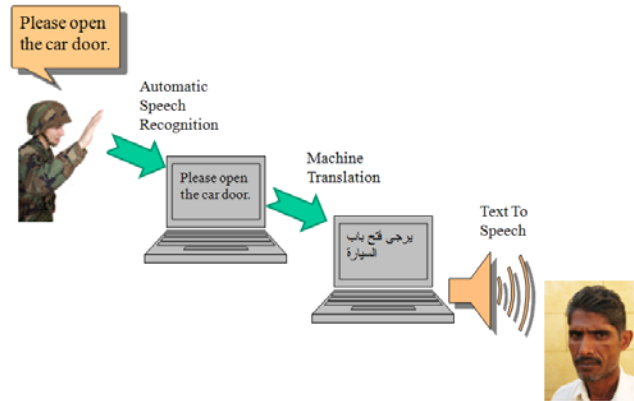 Please open
the car door.
Automatic
Speech
Recognition
Please open
the car door.
Machine
Translation
يرجى فتح باب
السيارة
Text To
Speech